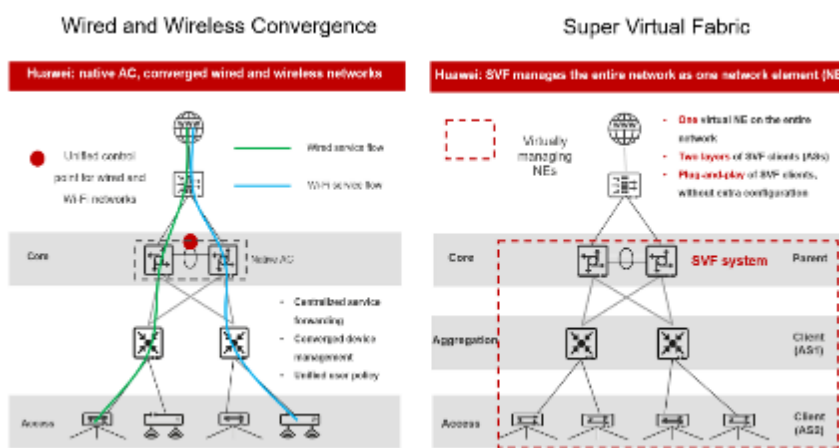 Wired and Wireless Convergence
Huawei: native AC, converged wired and wireless networks
WWW
Unified control
point for wired and
Wi-Fi networks
Wired service flow
Wi-Fi service flow
Core
Native AC
- Centralized service
forwarding
- Converged device
management
- Unified user policy
Access
Super Virtual Fabric
Huawei: SVF manages the entire network as one network element (NE
WWW
Virtually
managing
NEs
• One virtual NE on the entire
network
• Two layers of SVF clients (ASs)
• Plug-and-play of SVF clients,
without extra configuration
Core
SVF system
Parent
Aggregation
Client
(AS1)
Access
Client
(AS2)